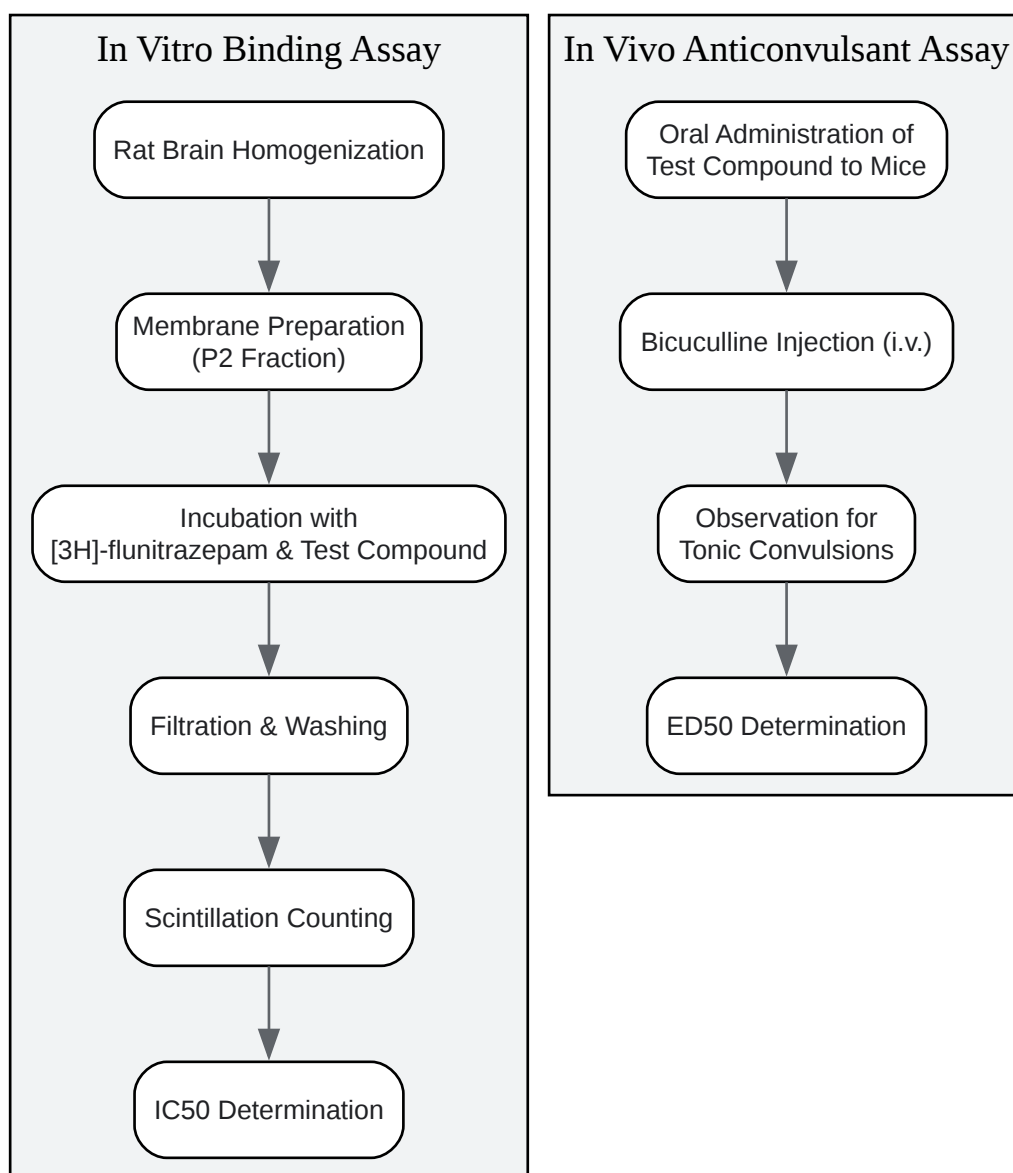 In Vitro Binding Assay
Rat Brain Homogenization
Membrane Preparation
(P2 Fraction)
Incubation with
[3H]-flunitrazepam & Test Compound
Filtration & Washing
Scintillation Counting
IC50 Determination
In Vivo Anticonvulsant Assay
Oral Administration of
Test Compound to Mice
Bicuculline Injection (i.v.)
Observation for
Tonic Convulsions
ED50 Determination